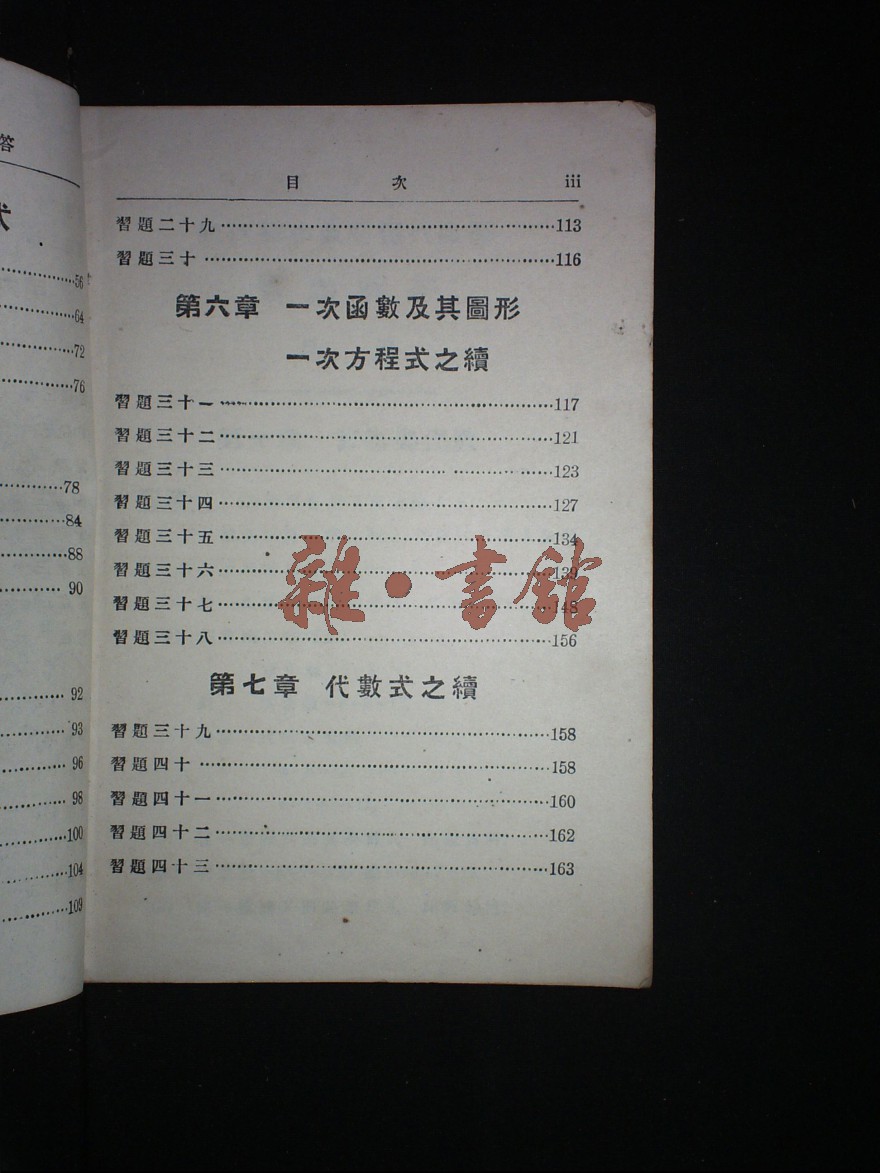 答
式
56
64
72
76
78
84
88
90
92
93
96
98
100
104
109
目 次 iii
習題二十九……113
習題三十……116
第六章 一次函數及其圖形
一次方程式之續
習題三十一……117
習題三十二……121
習題三十三……123
習題三十四……127
習題三十五……134
習題三十六……139
習題三十七……148
習題三十八……156
雜·書館
第七章 代數式之續
習題三十九……158
習題四十……158
習題四十一……160
習題四十二……162
習題四十三……163